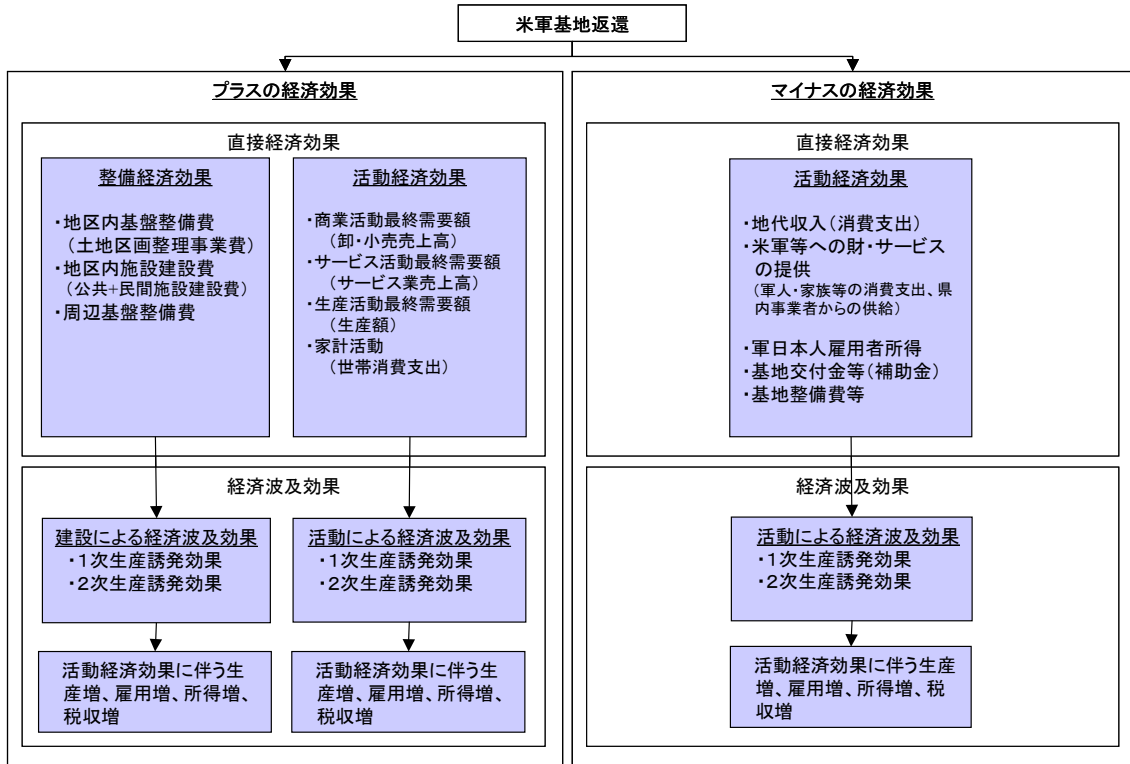 米軍基地返還
プラスの経済効果
直接経済効果
整備経済効果
・地区内基盤整備費
（土地区画整理事業費）
・地区内施設建設費
（公共+民間施設建設費）
・周辺基盤整備費
活動経済効果
・商業活動最終需要額
（卸・小売売上高）
・サービス活動最終需要額
（サービス業売上高）
・生産活動最終需要額
（生産額）
・家計活動
（世帯消費支出）
経済波及効果
建設による経済波及効果
・１次生産誘発効果
・２次生産誘発効果
活動による経済波及効果
・１次生産誘発効果
・２次生産誘発効果
活動経済効果に伴う生
産増、雇用増、所得増、
税収増
活動経済効果に伴う生
産増、雇用増、所得増、
税収増
マイナスの経済効果
直接経済効果
活動経済効果
・地代収入（消費支出）
・米軍等への財・サービス
の提供
（軍人・家族等の消費支出、県
内事業者からの供給）
・軍日本人雇用者所得
・基地交付金等（補助金）
・基地整備費等
経済波及効果
活動による経済波及効果
・１次生産誘発効果
・２次生産誘発効果
活動経済効果に伴う生産
増、雇用増、所得増、税
収増